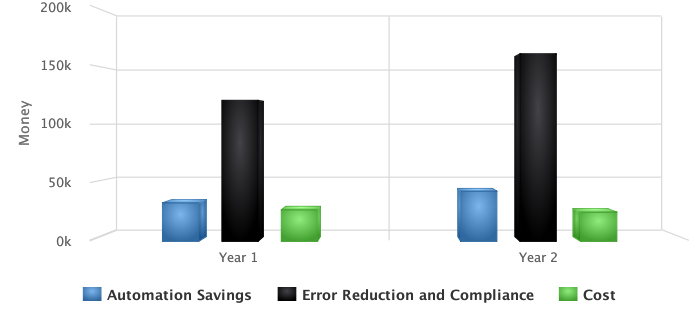 200k
150k
100k
50k
0k
Money
Year 1 Year 2
Automation Savings Error Reduction and Compliance Cost